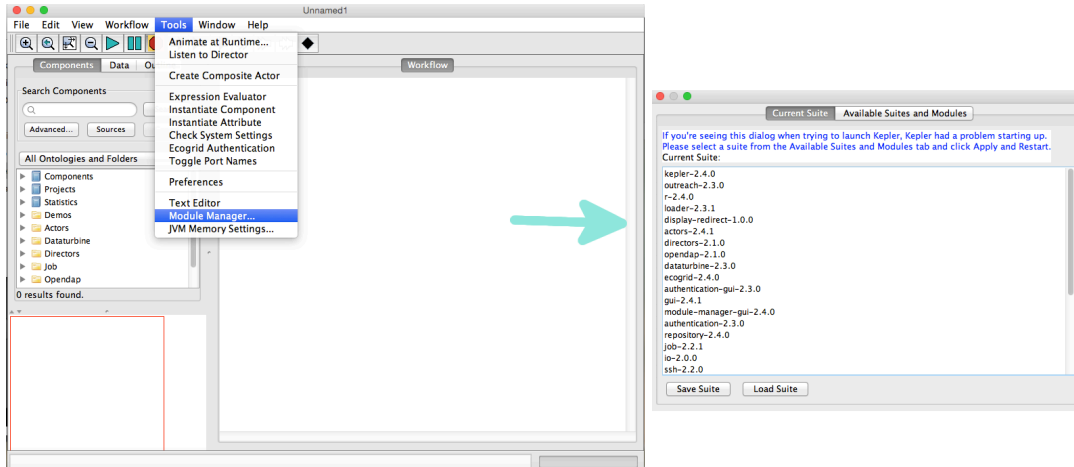 Unnamed1
File Edit View Workflow Tools Window Help
Animate at Runtime...
Listen to Director
Create Composite Actor
Expression Evaluator
Instantiate Component
Instantiate Attribute
Check System Settings
Ecogrid Authentication
Toggle Port Names
Preferences
Text Editor
Module Manager...
JVM Memory Settings...
Components Data
Workflow
Search Components
Advanced... Sources
All Ontologies and Folders
Components
Projects
Statistics
Demos
Actors
Dataturbine
Directors
Job
Opendap
0 results found.
Current Suite Available Suites and Modules
If you're seeing this dialog when trying to launch Kepler, Kepler had a problem starting up.
Please select a suite from the Available Suites and Modules tab and click Apply and Restart.
Current Suite:
kepler-2.4.0
outreach-2.3.0
r-2.4.0
loader-2.3.1
display-redirect-1.0.0
actors-2.4.1
directors-2.1.0
opendap-2.1.0
dataturbine-2.3.0
ecogrid-2.4.0
authentication-gui-2.3.0
gui-2.4.1
module-manager-gui-2.4.0
authentication-2.3.0
repository-2.4.0
job-2.2.1
io-2.0.0
ssh-2.2.0
Save Suite Load Suite